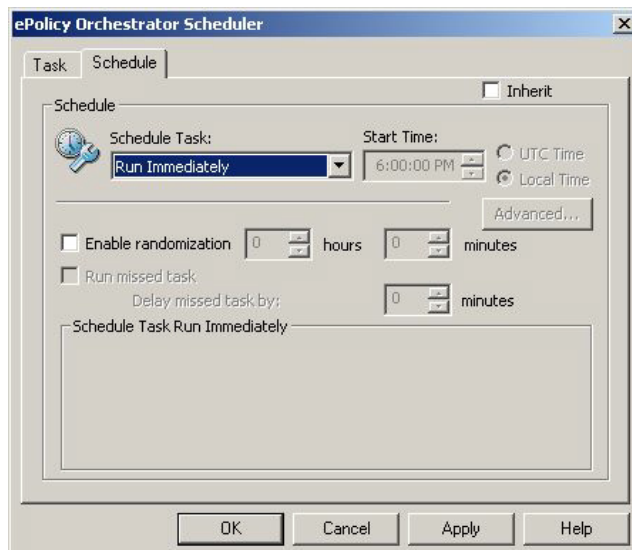 ePolicy Orchestrator Scheduler
Task
Schedule
Inherit
Schedule
Schedule Task:
Start Time:
Run Immediately
6:00:00 PM
UTC Time
Local Time
Advanced...
Enable randomization
0
hours
0
minutes
Run missed task
Delay missed task by:
0
minutes
Schedule Task Run Immediately
OK
Cancel
Apply
Help